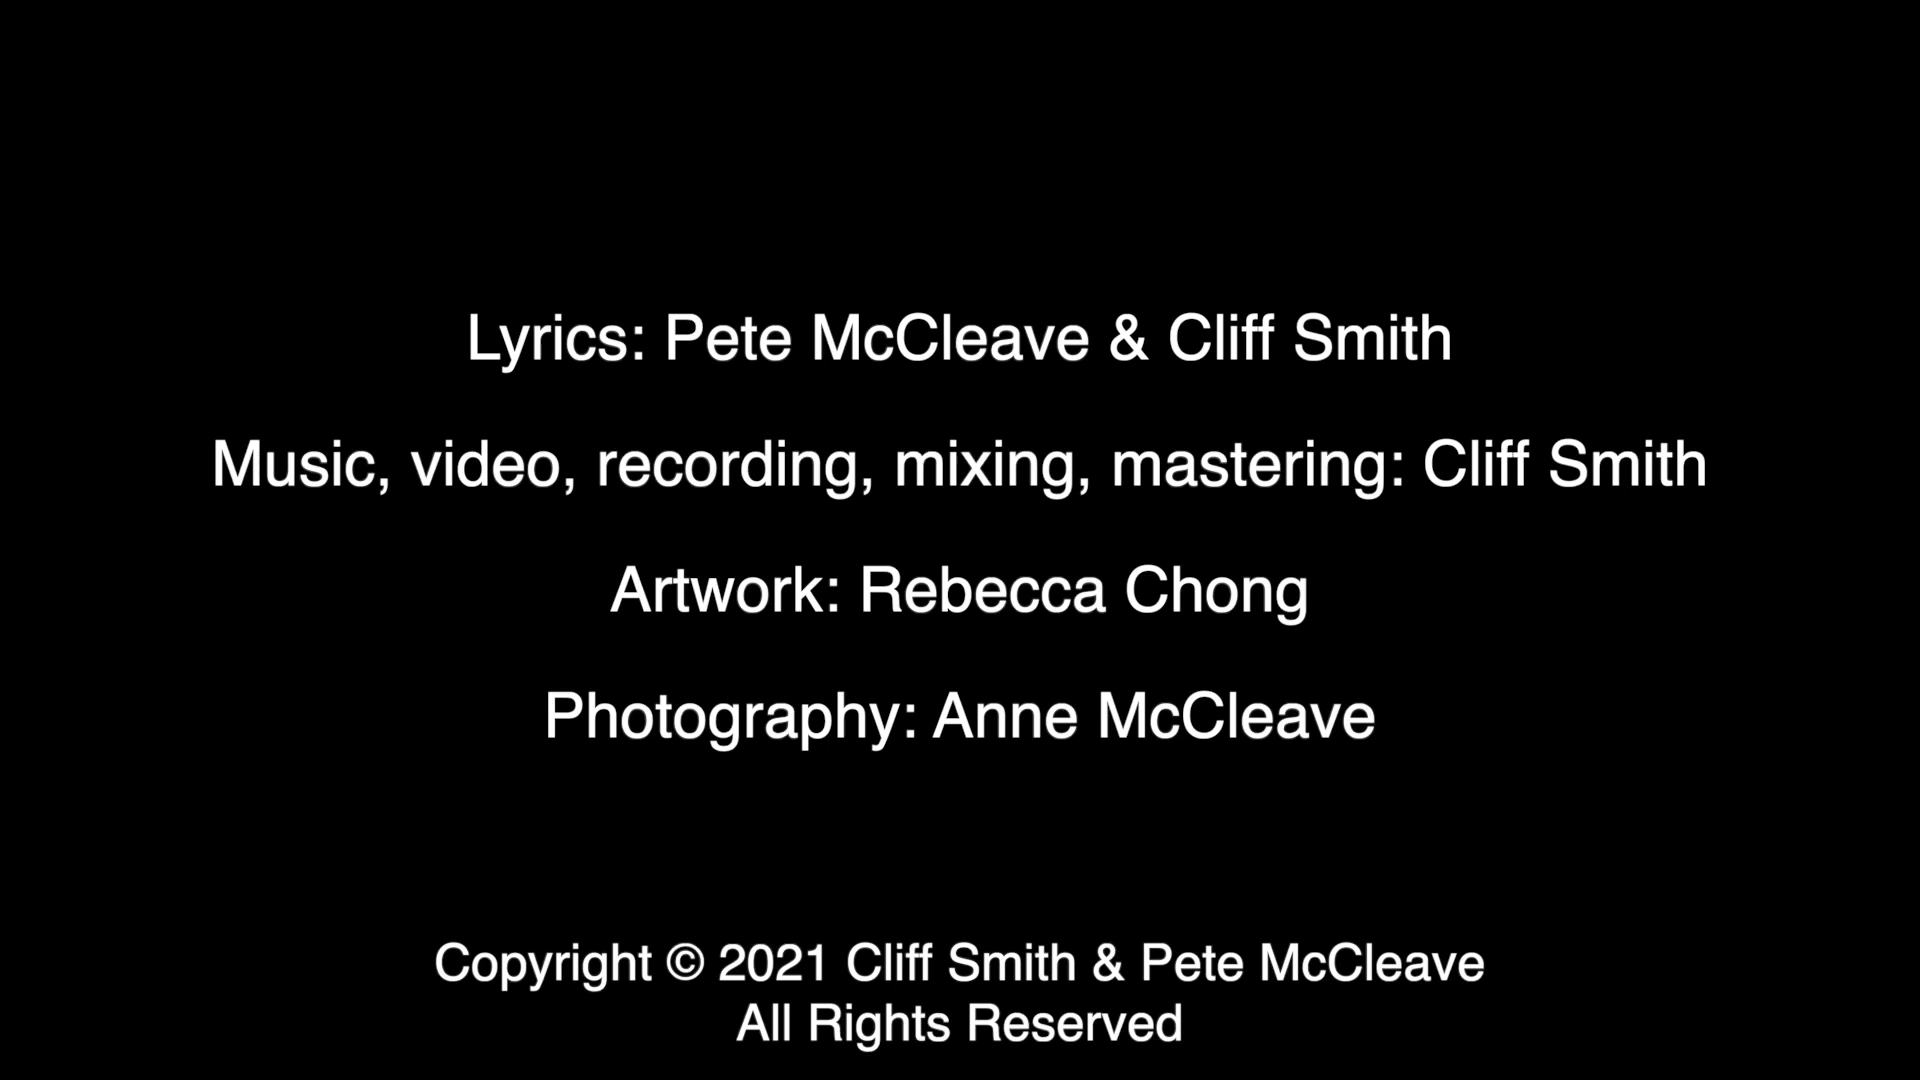 Lyrics: Pete McCleave & Cliff Smith
Music, video, recording, mixing, mastering: Cliff Smith
Artwork: Rebecca Chong
Photography: Anne McCleave
Copyright © 2021 Cliff Smith & Pete McCleave
All Rights Reserved